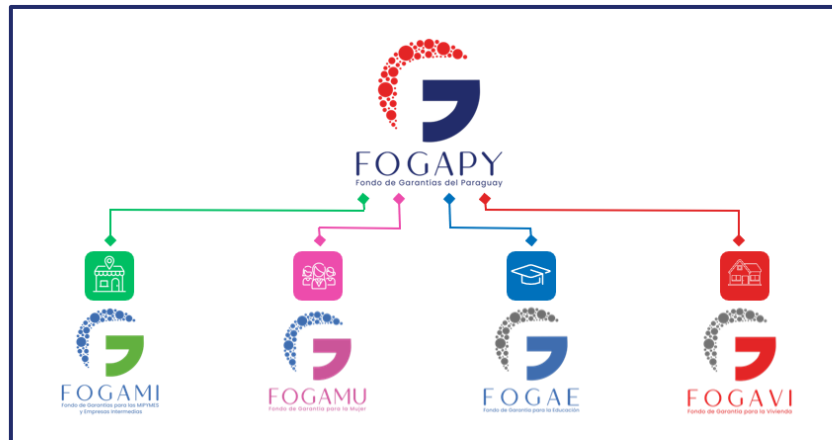 FOGAPY
Fondo de Garantías del Paraguay
FOGAMI
Fondo de Garantía para las MIPYMES
y Empresas Intermedias
FOGAMU
Fondo de Garantía para la Mujer
FOGAE
Fondo de Garantía para la Educación
FOGAVI
Fondo de Garantía para la Vivienda